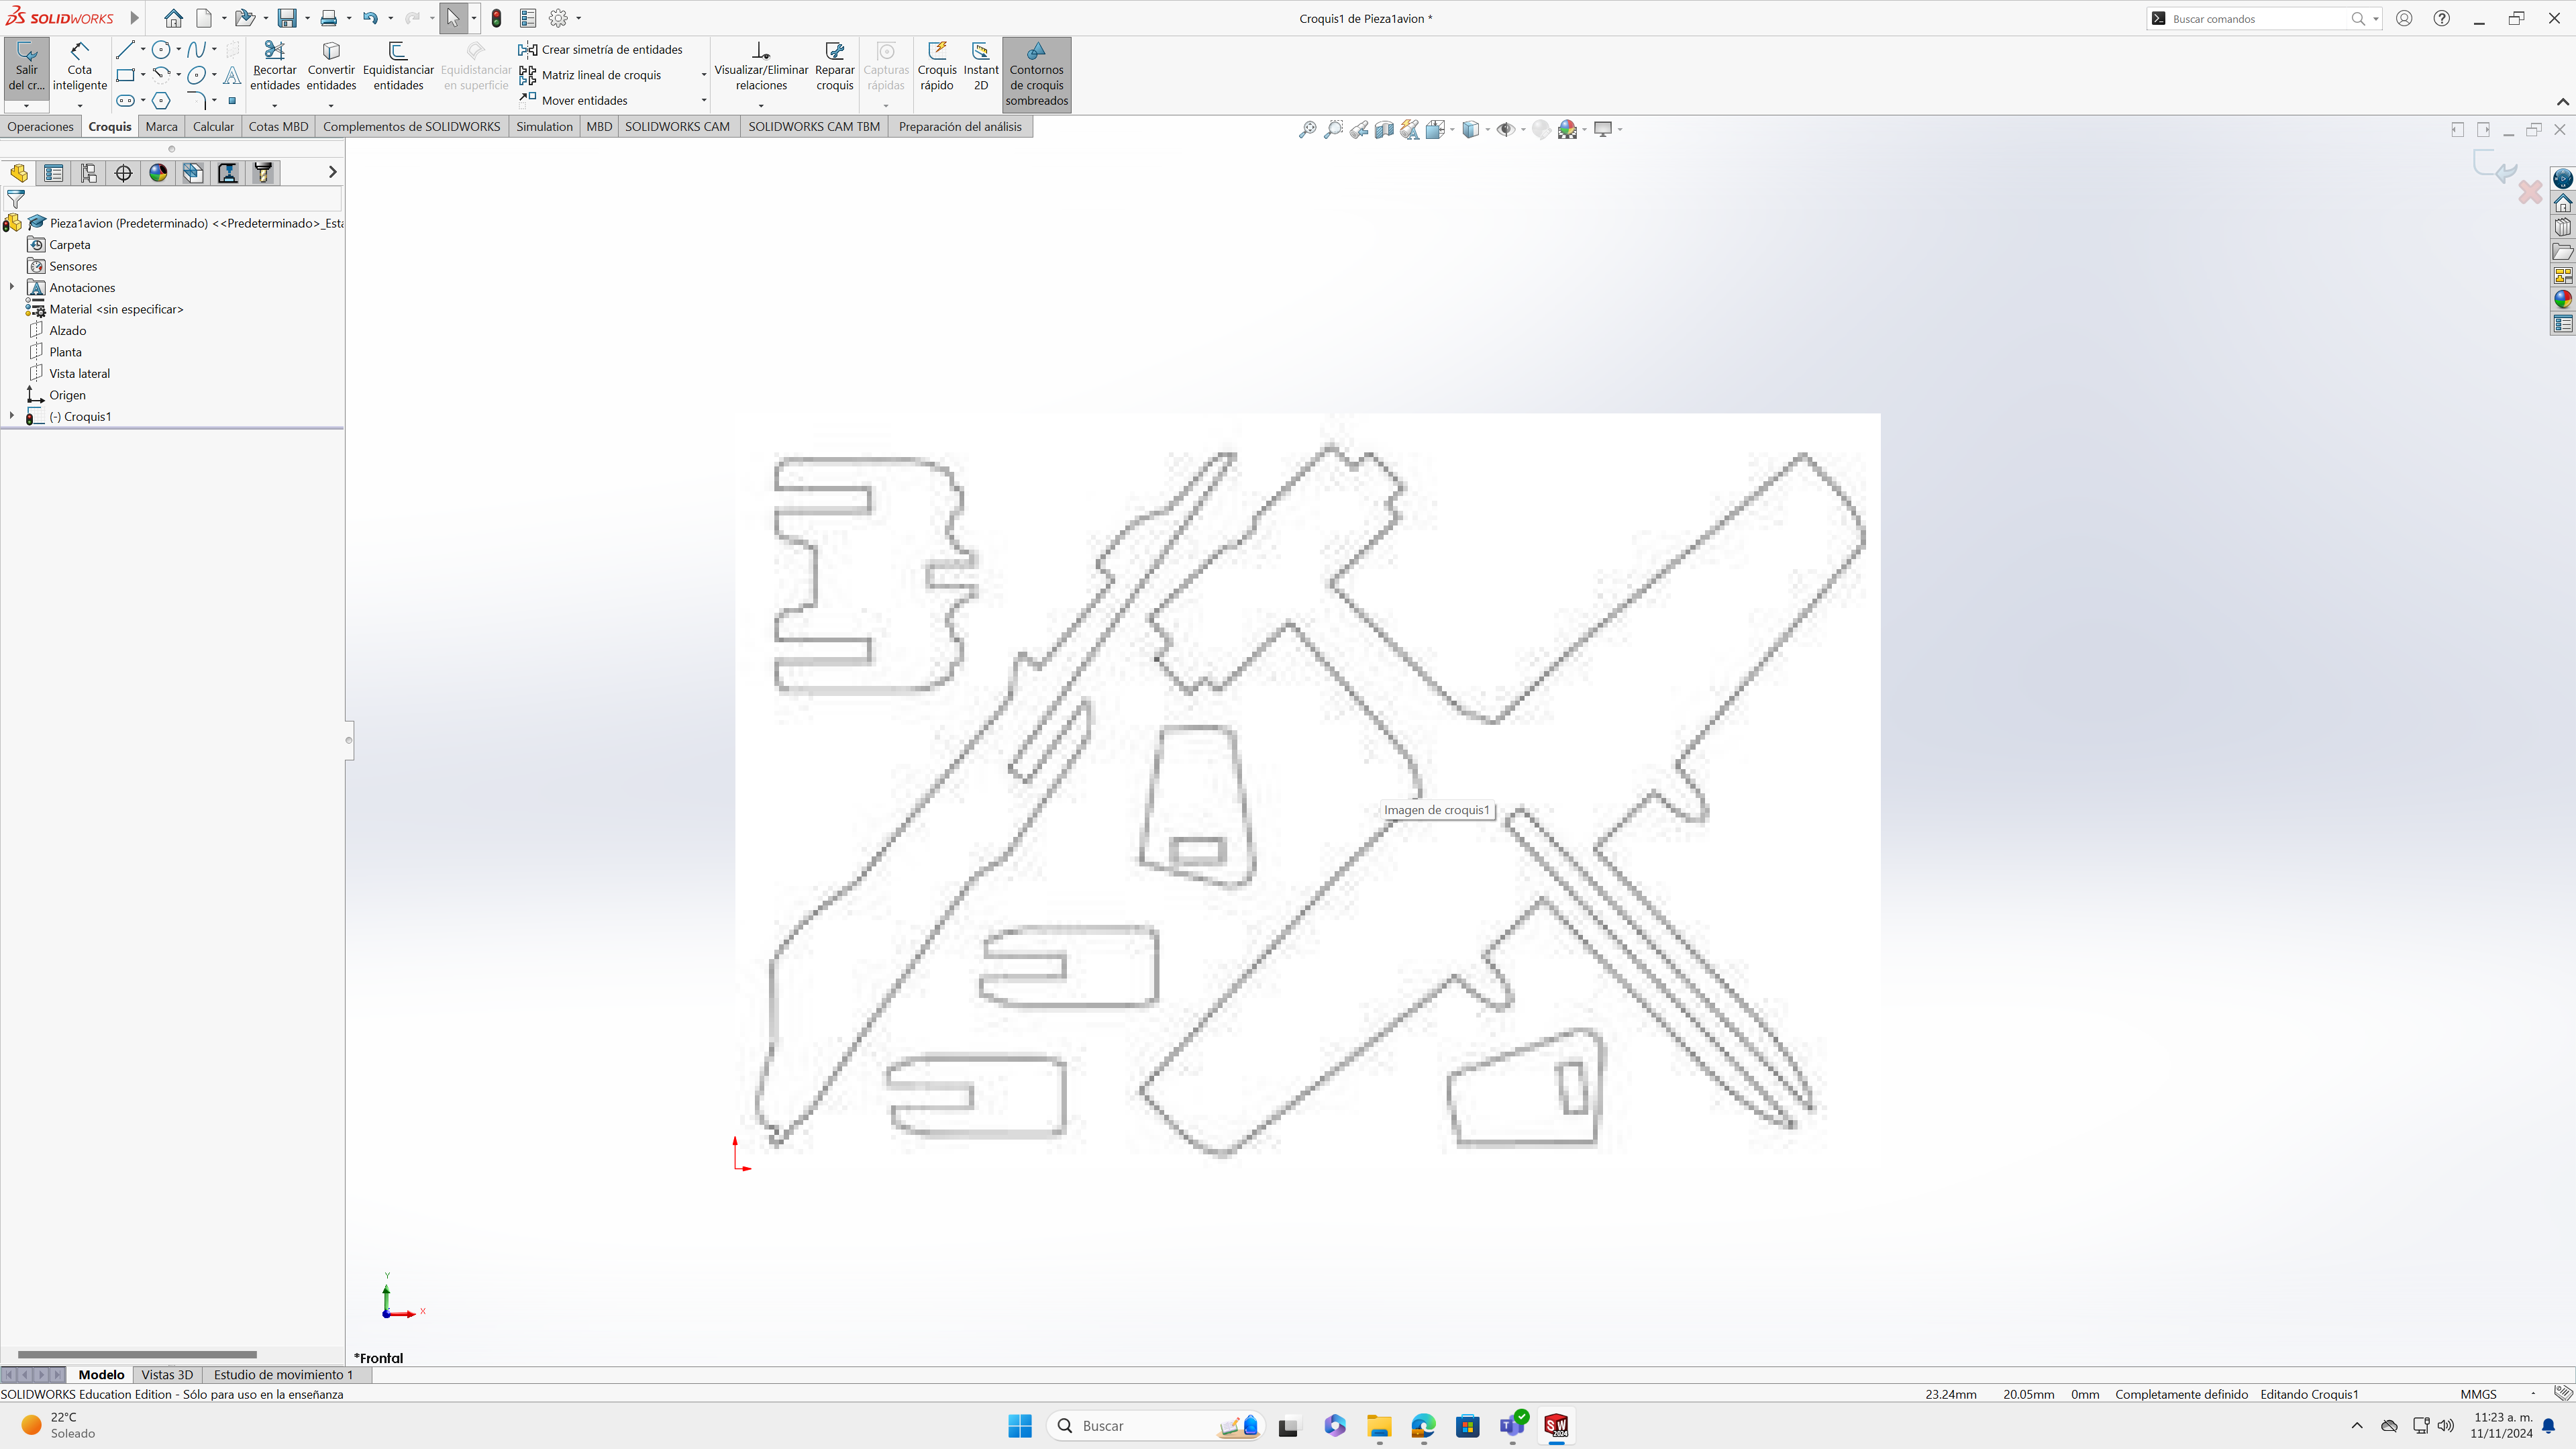 SOLIDWORKS
Croquis1 de Pieza1avion *
Buscar comandos
Salir del cr...
Cota inteligente
Recortar entidades
Convertir entidades
Equidistanciar entidades
Equidistanciar en superficie
Crear simetría de entidades
Matriz lineal de croquis
Mover entidades
Visualizar/Eliminar relaciones
Reparar croquis
Capturas rápidas
Croquis rápido
Instant 2D
Contornos de croquis sombreados
Operaciones
Croquis
Marca
Calcular
Cotas MBD
Complementos de SOLIDWORKS
Simulation
MBD
SOLIDWORKS CAM
SOLIDWORKS CAM TBM
Preparación del análisis
Pieza1avion (Predeterminado) <<Predeterminado>_Esta
Carpeta
Sensores
Anotaciones
Material <sin especificar>
Alzado
Planta
Vista lateral
Origen
(-) Croquis1
Imagen de croquis1
Y
X
*Frontal
Modelo
Vistas 3D
Estudio de movimiento 1
SOLIDWORKS Education Edition - Sólo para uso en la enseñanza
23.24mm
20.05mm
0mm
Completamente definido
Editando Croquis1
MMGS
22°C
Soleado
Buscar
11:23 a. m.
11/11/2024